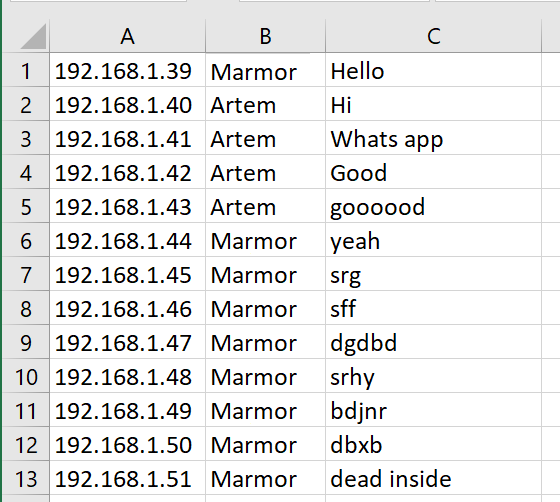 A B C
1 192.168.1.39 Marmor Hello
2 192.168.1.40 Artem Hi
3 192.168.1.41 Artem Whats app
4 192.168.1.42 Artem Good
5 192.168.1.43 Artem goooood
6 192.168.1.44 Marmor yeah
7 192.168.1.45 Marmor srg
8 192.168.1.46 Marmor sff
9 192.168.1.47 Marmor dgdbd
10 192.168.1.48 Marmor srhy
11 192.168.1.49 Marmor bdjnr
12 192.168.1.50 Marmor dbxb
13 192.168.1.51 Marmor dead inside